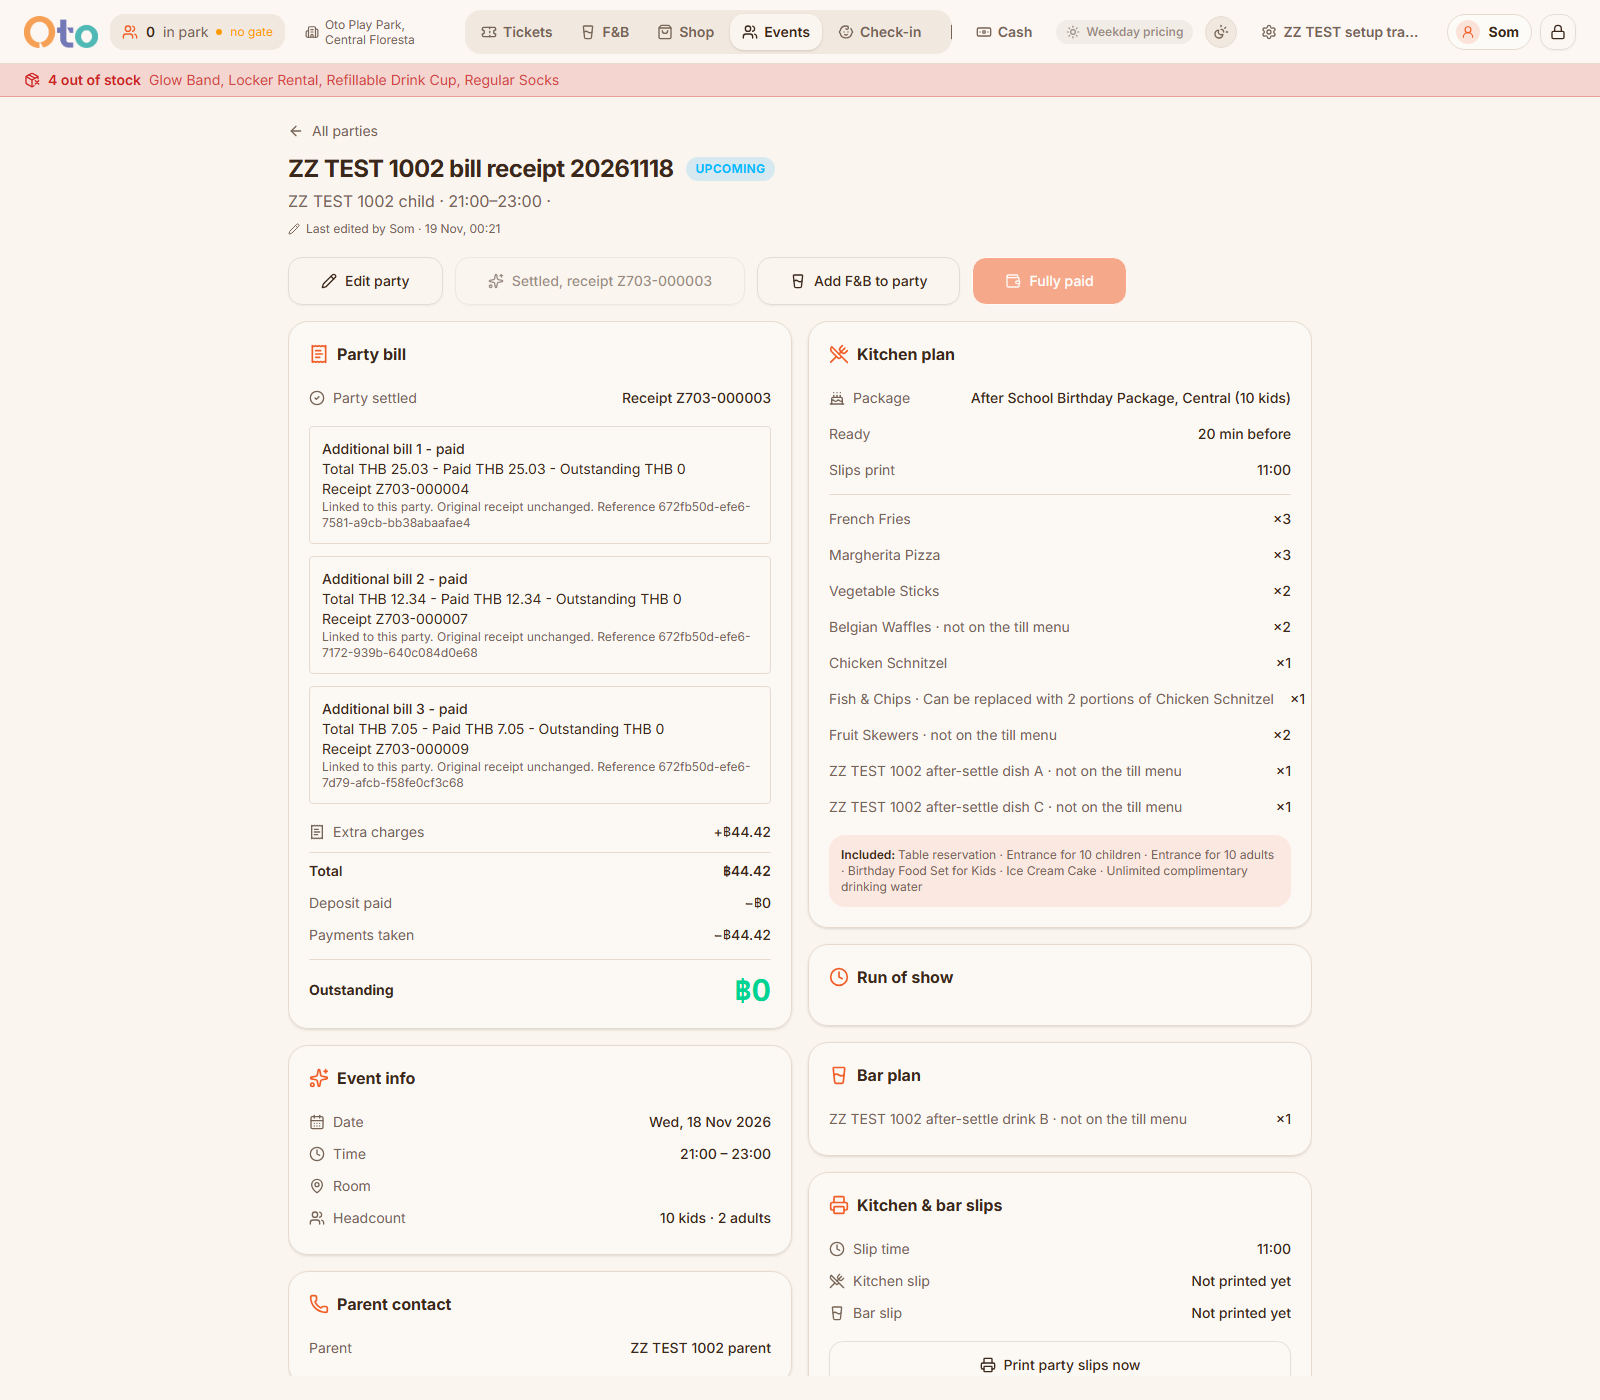 Oto
0 in park • no gate
Oto Play Park, Central Floresta
Tickets
F&B
Shop
Events
Check-in
Cash
Weekday pricing
ZZ TEST setup tra...
Som
4 out of stock Glow Band, Locker Rental, Refillable Drink Cup, Regular Socks
All parties
ZZ TEST 1002 bill receipt 20261118
UPCOMING
ZZ TEST 1002 child · 21:00–23:00 ·
Last edited by Som · 19 Nov, 00:21
Edit party
Settled, receipt Z703-000003
Add F&B to party
Fully paid
Party bill
Party settled Receipt Z703-000003
Additional bill 1 - paid
Total THB 25.03 - Paid THB 25.03 - Outstanding THB 0
Receipt Z703-000004
Linked to this party. Original receipt unchanged. Reference 672fb50d-efe6-
7581-a9cb-bb38abaafae4
Additional bill 2 - paid
Total THB 12.34 - Paid THB 12.34 - Outstanding THB 0
Receipt Z703-000007
Linked to this party. Original receipt unchanged. Reference 672fb50d-efe6-
7172-939b-640c084d0e68
Additional bill 3 - paid
Total THB 7.05 - Paid THB 7.05 - Outstanding THB 0
Receipt Z703-000009
Linked to this party. Original receipt unchanged. Reference 672fb50d-efe6-
7d79-afcb-f58fe0cf3c68
Extra charges +฿44.42
Total ฿44.42
Deposit paid –฿0
Payments taken –฿44.42
Outstanding ฿0
Event info
Date Wed, 18 Nov 2026
Time 21:00 – 23:00
Room
Headcount 10 kids · 2 adults
Parent contact
Parent ZZ TEST 1002 parent
Kitchen plan
Package After School Birthday Package, Central (10 kids)
Ready 20 min before
Slips print 11:00
French Fries ×3
Margherita Pizza ×3
Vegetable Sticks ×2
Belgian Waffles · not on the till menu ×2
Chicken Schnitzel ×1
Fish & Chips · Can be replaced with 2 portions of Chicken Schnitzel ×1
Fruit Skewers · not on the till menu ×2
ZZ TEST 1002 after-settle dish A · not on the till menu ×1
ZZ TEST 1002 after-settle dish C · not on the till menu ×1
Included: Table reservation · Entrance for 10 children · Entrance for 10 adults
· Birthday Food Set for Kids · Ice Cream Cake · Unlimited complimentary
drinking water
Run of show
Bar plan
ZZ TEST 1002 after-settle drink B · not on the till menu ×1
Kitchen & bar slips
Slip time 11:00
Kitchen slip Not printed yet
Bar slip Not printed yet
Print party slips now